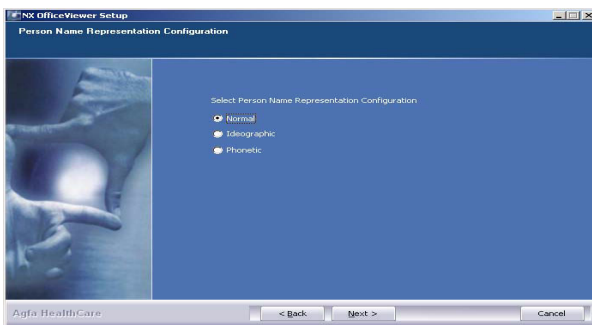 NX OfficeViewer Setup
Person Name Representation Configuration
Select Person Name Representation Configuration
Normal
Ideographic
Phonetic
Agfa HealthCare
< Back
Next >
Cancel